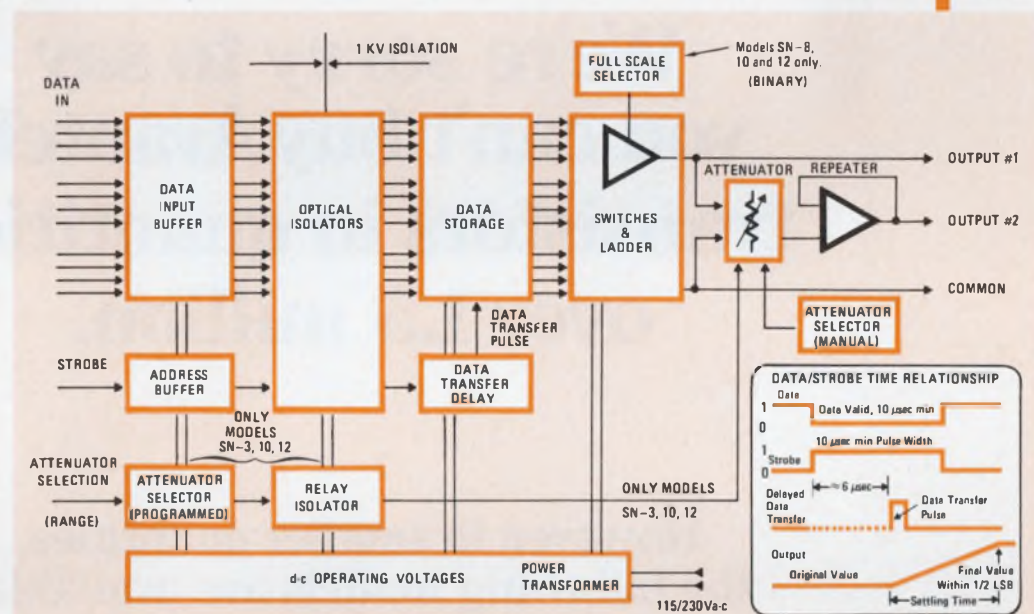 1 KV ISOLATION
FULL SCALE
SELECTOR
Models SN-8,
10 and 12 only.
(BINARY)
DATA
IN
DATA
INPUT
BUFFER
OPTICAL
ISOLATORS
DATA
STORAGE
SWITCHES
&
LADDER
ATTENUATOR
REPEATER
OUTPUT #1
OUTPUT #2
COMMON
ATTENUATOR
SELECTOR
(MANUAL)
DATA
TRANSFER
PULSE
STROBE
ADDRESS
BUFFER
DATA
TRANSFER
DELAY
ONLY
MODELS
SN-3, 10, 12
ATTENUATOR
SELECTION
(RANGE)
ATTENUATOR
SELECTOR
(PROGRAMMED)
RELAY
ISOLATOR
ONLY MODELS
SN-3, 10, 12
d-c OPERATING VOLTAGES
POWER
TRANSFORMER
115/230Va-c
DATA/STROBE TIME RELATIONSHIP
Data
1
0
Data Valid, 10 μsec min
10 μsec min Pulse Width
1
Strobe
0
≈ 6 μsec
Delayed
Data
Transfer
Data Transfer
Pulse
Output
Original Value
Final Value
Within 1/2 LSB
Settling Time